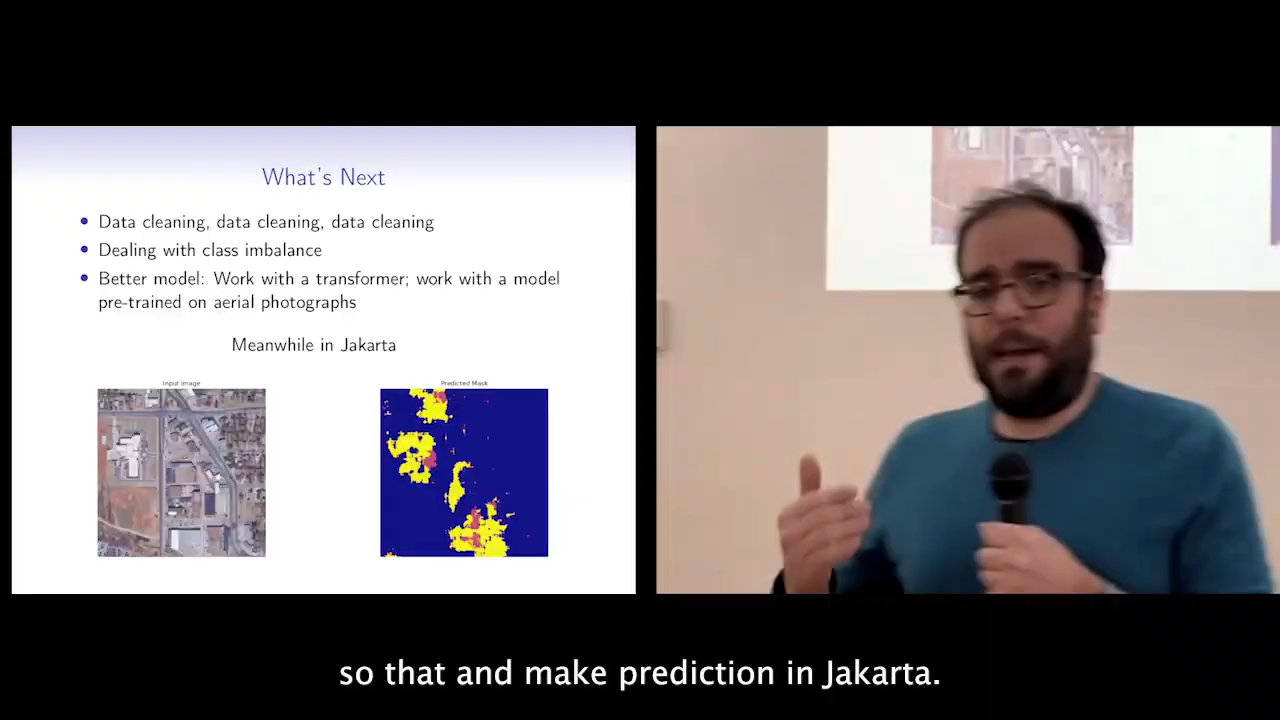 What's Next
Data cleaning, data cleaning, data cleaning
Dealing with class imbalance
Better model: Work with a transformer; work with a model
pre-trained on aerial photographs
Meanwhile in Jakarta
Input Image
Predicted Mask
so that and make prediction in Jakarta.